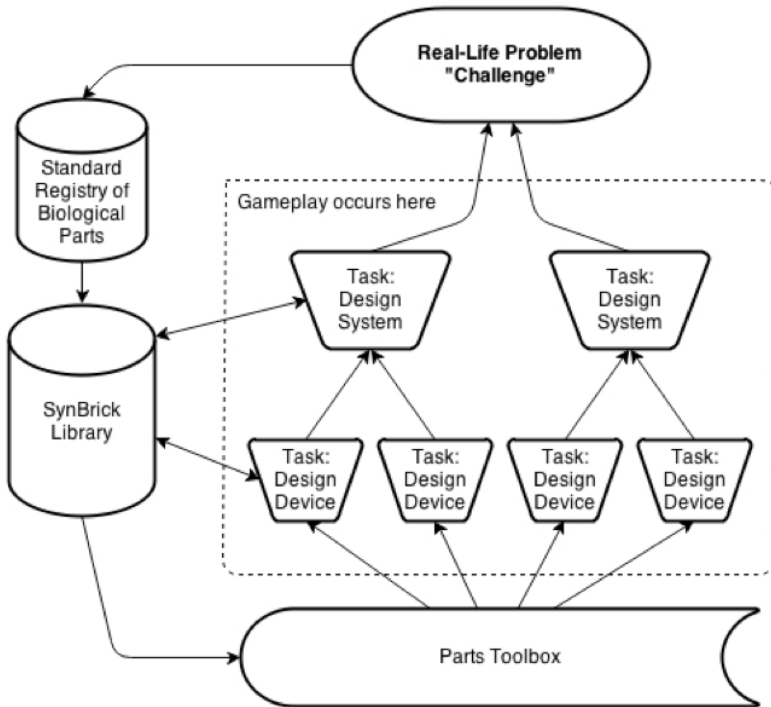 Real-Life Problem
"Challenge"
Standard
Registry of
Biological
Parts
Gameplay occurs here
Task:
Design
System
Task:
Design
System
SynBrick
Library
Task:
Design
Device
Task:
Design
Device
Task:
Design
Device
Task:
Design
Device
Parts Toolbox